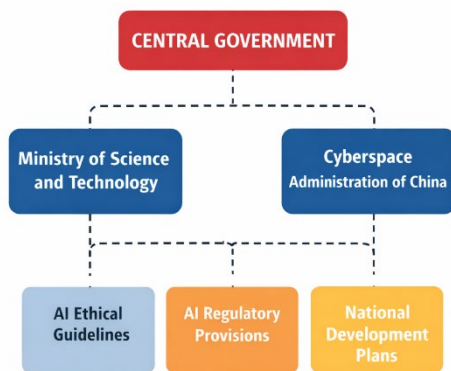 CENTRAL GOVERNMENT
Ministry of Science
and Technology
Cyberspace
Administration of China
AI Ethical
Guidelines
AI Regulatory
Provisions
National
Development
Plans